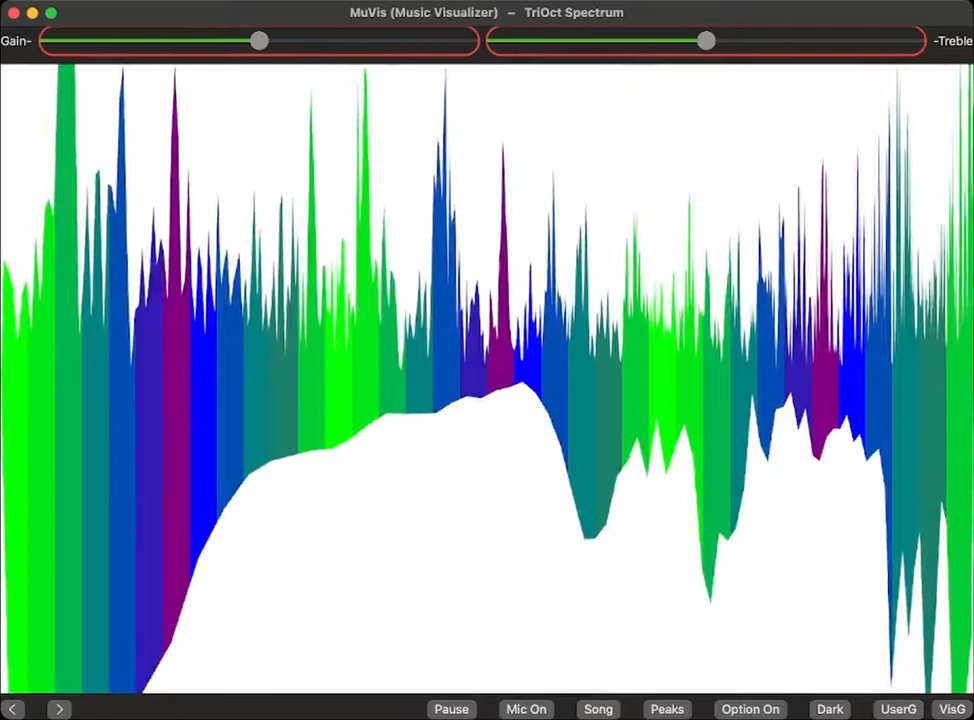 MuVis (Music Visualizer) – TriOct Spectrum
Gain-
-Treble
< > Pause Mic On Song Peaks Option On Dark UserG VisG